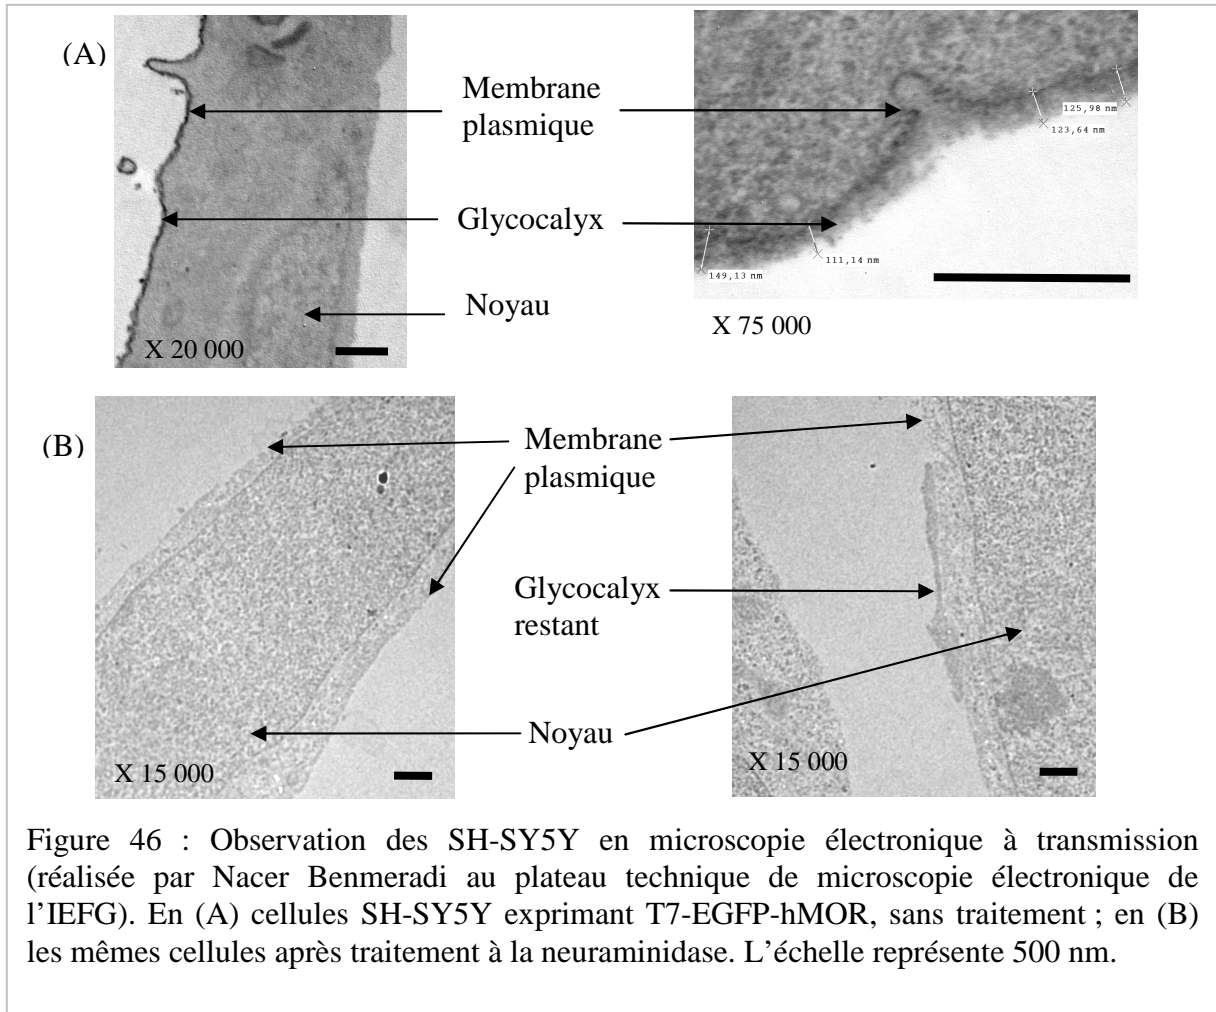 (A)
Membrane
plasmique
Glycocalyx
Noyau
X 20 000
125,98 nm
123,64 nm
111,14 nm
149,13 nm
X 75 000
(B)
Membrane
plasmique
Glycocalyx
restant
Noyau
X 15 000
X 15 000
Figure 46 : Observation des SH-SY5Y en microscopie électronique à transmission
(réalisée par Nacer Benmeradi au plateau technique de microscopie électronique de
l’IEFG). En (A) cellules SH-SY5Y exprimant T7-EGFP-hMOR, sans traitement ; en (B)
les mêmes cellules après traitement à la neuraminidase. L’échelle représente 500 nm.